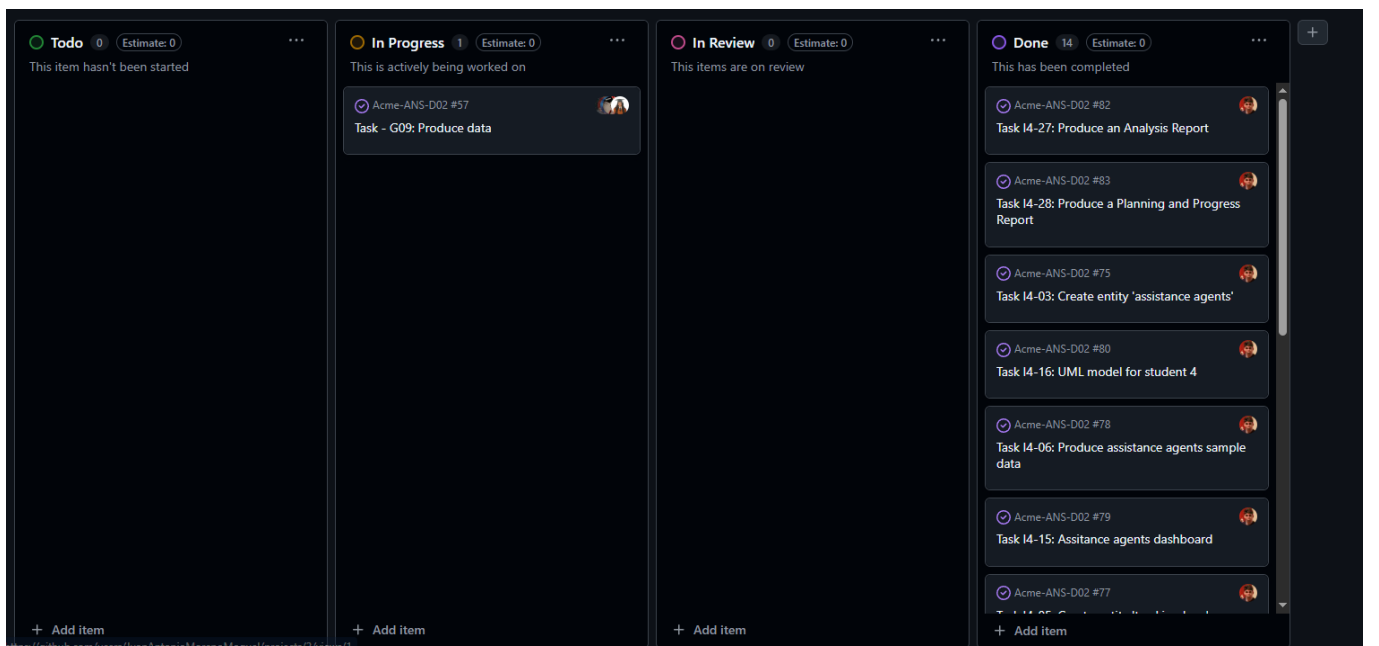 Todo 0 Estimate: 0
This item hasn't been started
+ Add item
In Progress 1 Estimate: 0
This is actively being worked on
Acme-ANS-D02 #57
Task - G09: Produce data
+ Add item
In Review 0 Estimate: 0
This items are on review
+ Add item
Done 14 Estimate: 0
This has been completed
Acme-ANS-D02 #82
Task I4-27: Produce an Analysis Report
Acme-ANS-D02 #83
Task I4-28: Produce a Planning and Progress
Report
Acme-ANS-D02 #75
Task I4-03: Create entity 'assistance agents'
Acme-ANS-D02 #80
Task I4-16: UML model for student 4
Acme-ANS-D02 #78
Task I4-06: Produce assistance agents sample
data
Acme-ANS-D02 #79
Task I4-15: Assitance agents dashboard
Acme-ANS-D02 #77
+ Add item